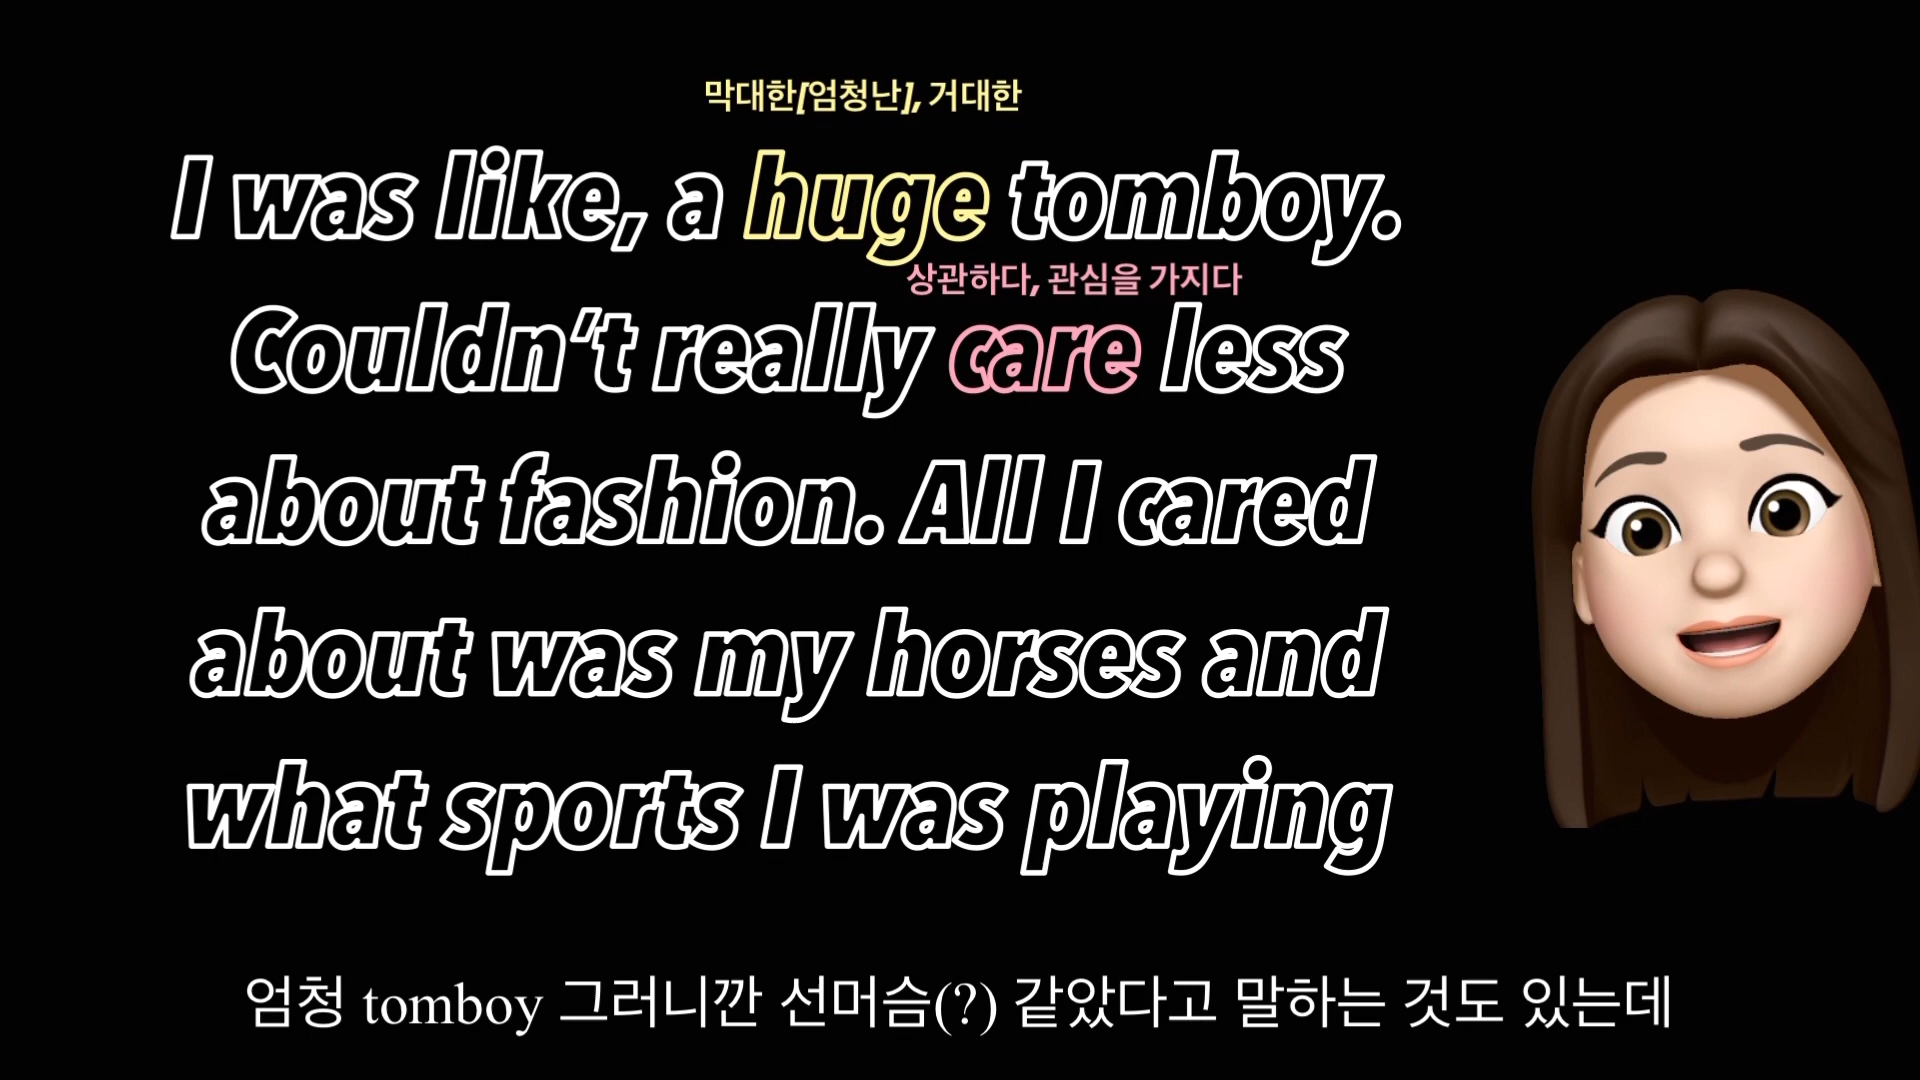 막대한[엄청난], 거대한
I was like, a huge tomboy.
상관하다, 관심을 가지다
Couldn't really care less
about fashion. All I cared
about was my horses and
what sports I was playing
엄청 tomboy 그러니깐 선머슴(?) 같았다고 말하는 것도 있는데